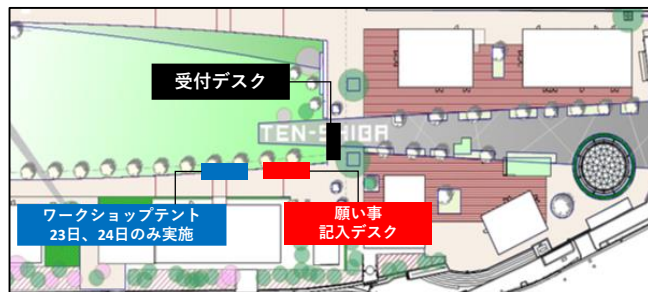 受付デスク
TEN-SHIBA
ワークショップテント
23日、24日のみ実施
願い事
記入デスク